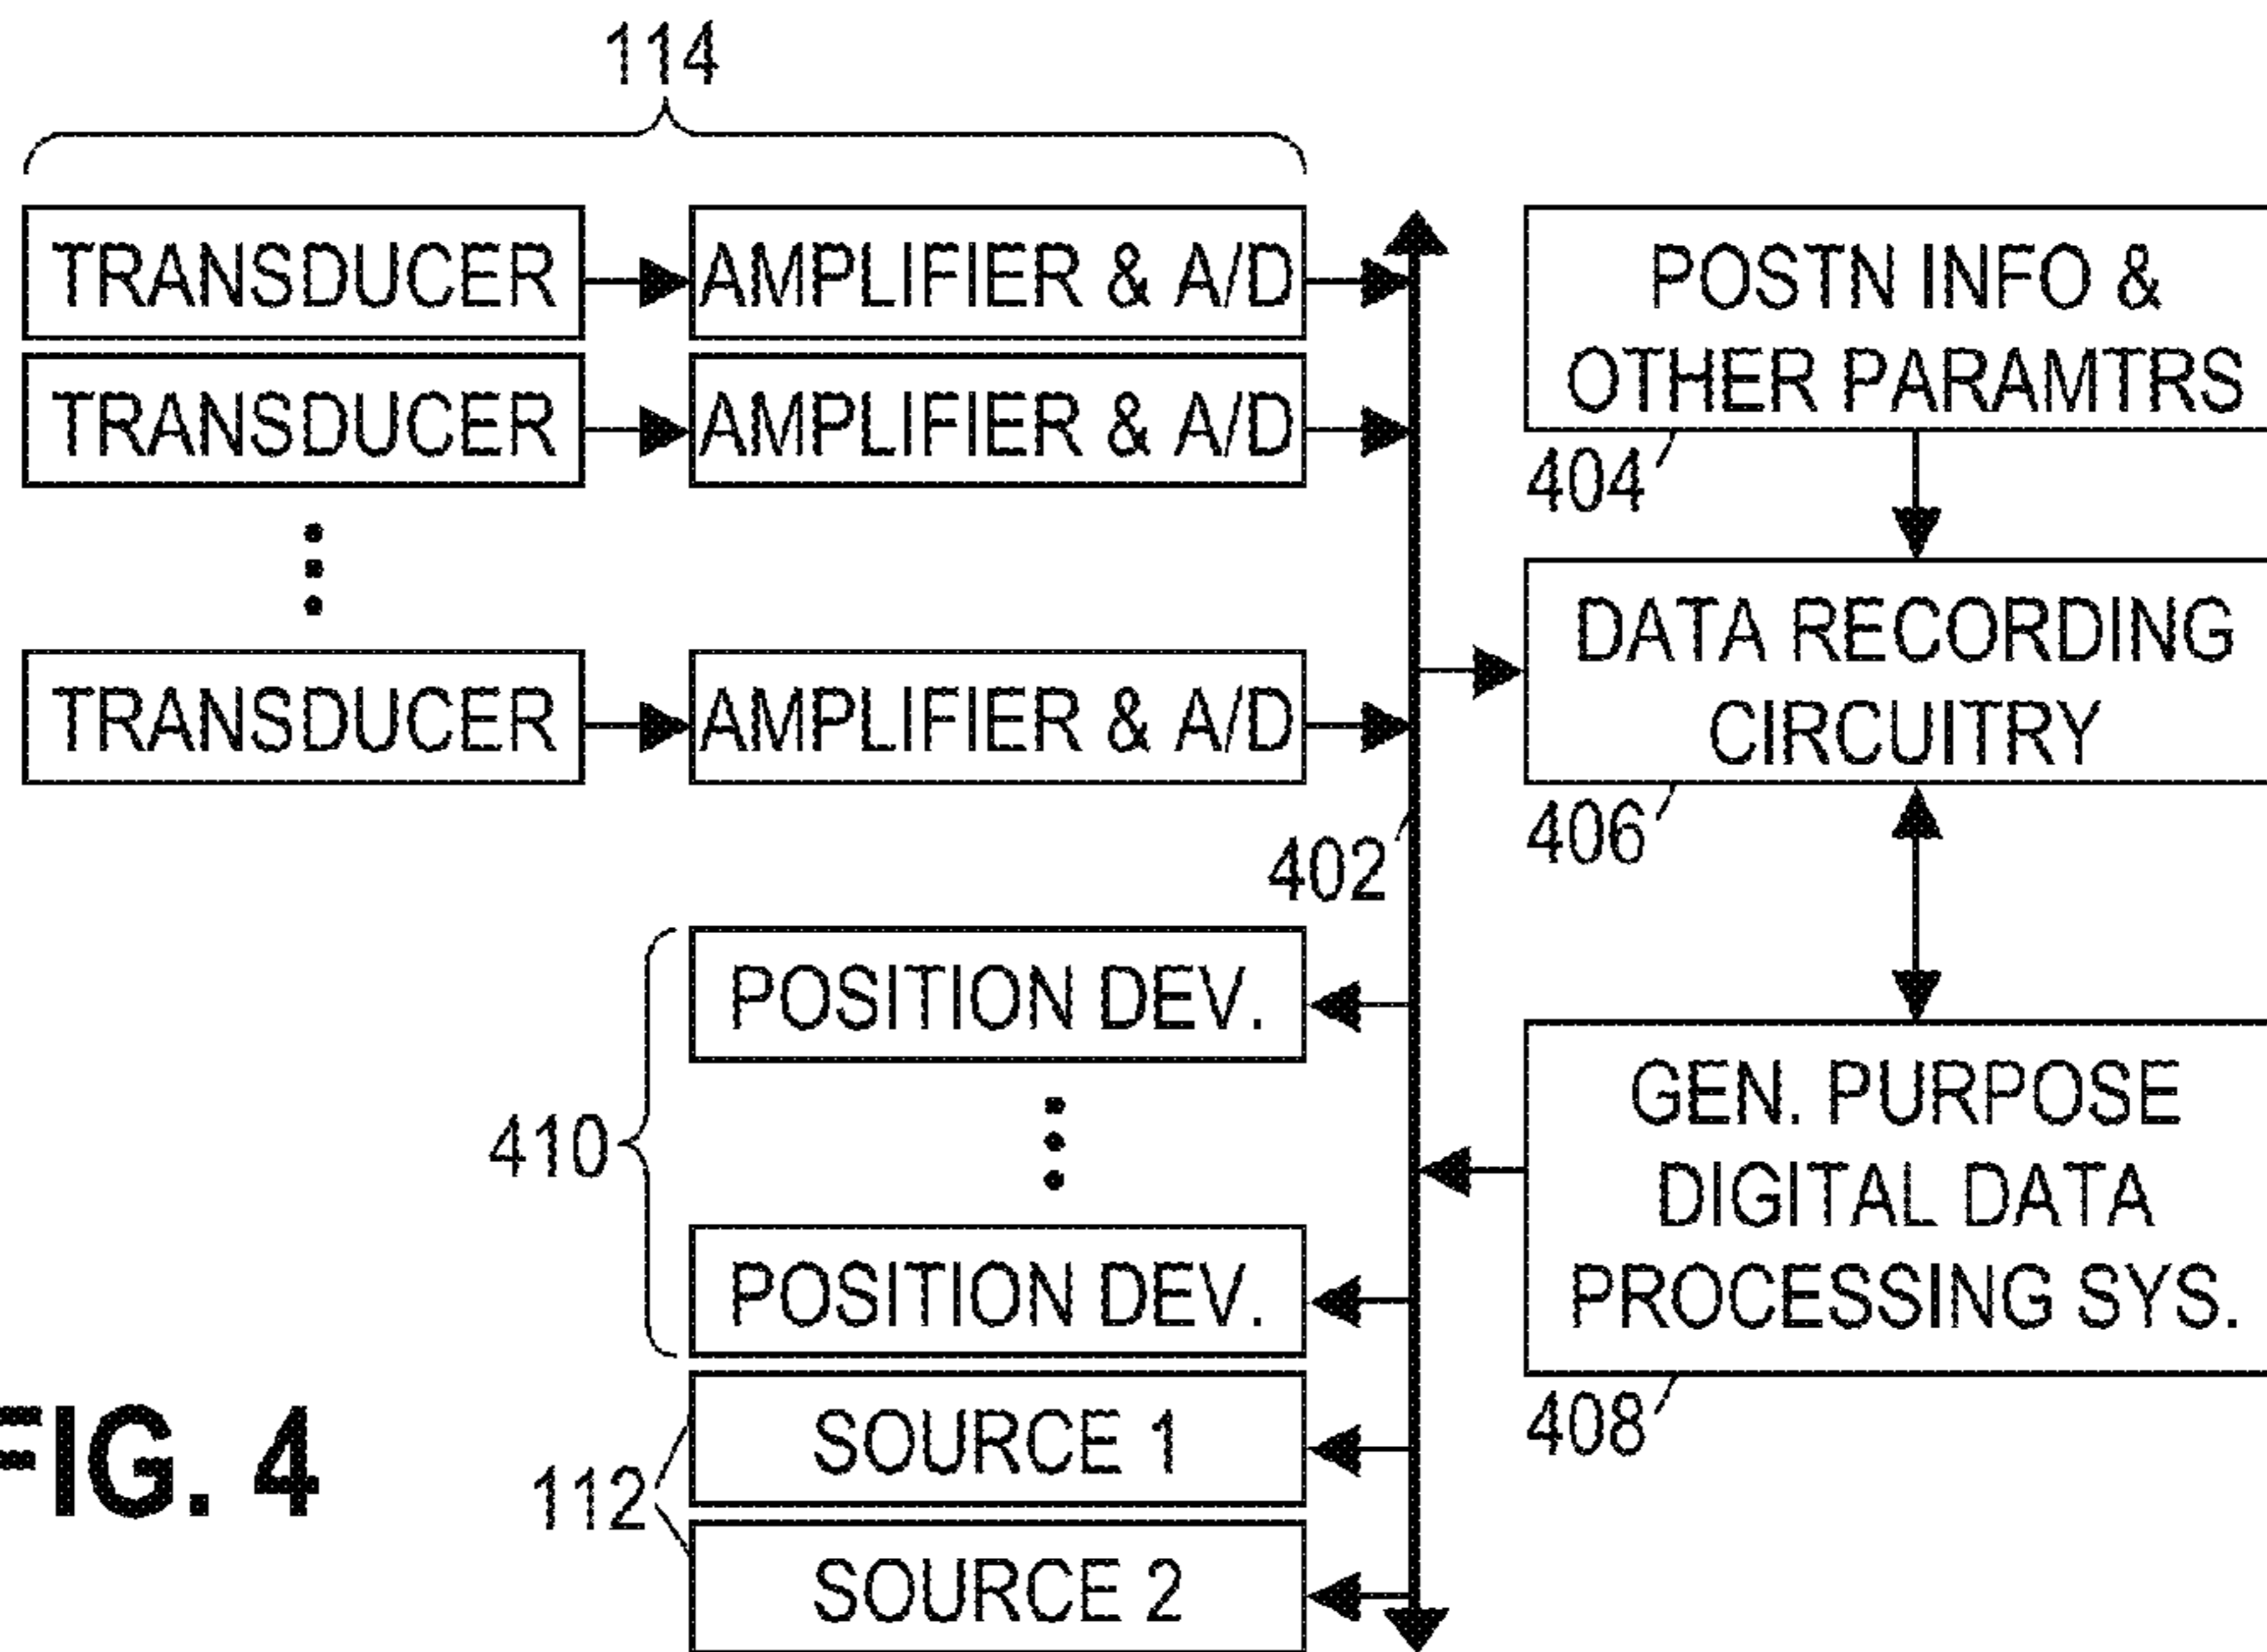 114
TRANSDUCER
AMPLIFIER & A/D
TRANSDUCER
AMPLIFIER & A/D
TRANSDUCER
AMPLIFIER & A/D
POSTN INFO &
OTHER PARAMTRS
404
DATA RECORDING
CIRCUITRY
406
402
POSITION DEV.
410
POSITION DEV.
GEN. PURPOSE
DIGITAL DATA
PROCESSING SYS.
408
SOURCE 1
112
SOURCE 2
FIG. 4